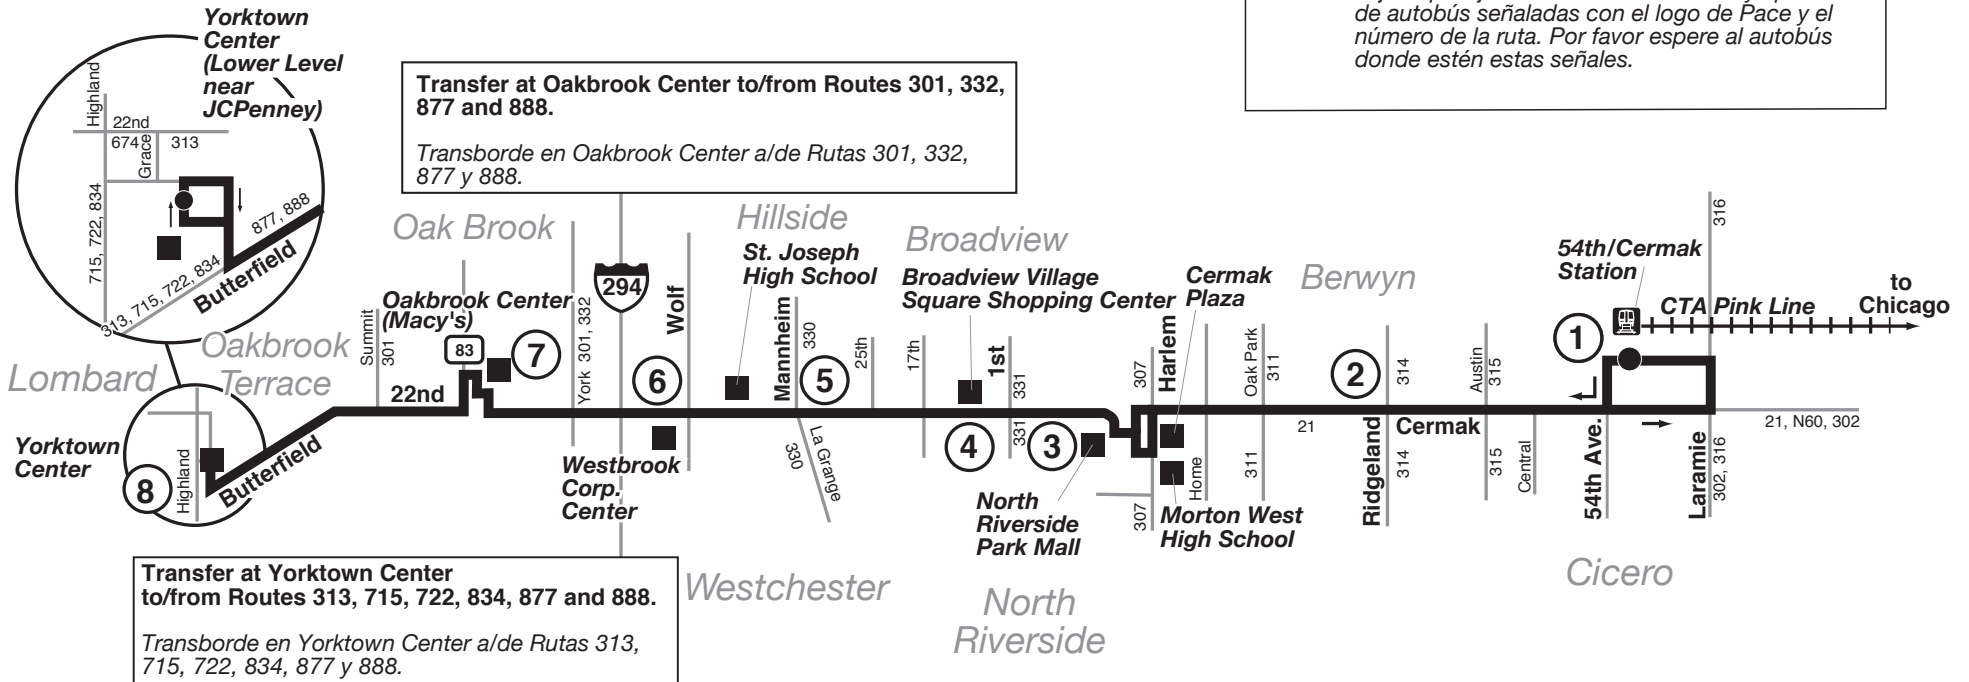 de autobús señaladas con el logo de Pace y el
número de la ruta. Por favor espere al autobús
donde estén estas señales.
Yorktown
Center
(Lower Level
near
JCPenney)
Highland
22nd
674
Grace
313
715, 722, 834
877, 888
313, 715, 722, 834
Butterfield
Transfer at Oakbrook Center to/from Routes 301, 332,
877 and 888.
Transborde en Oakbrook Center a/de Rutas 301, 332,
877 y 888.
Lombard
Oakbrook
Terrace
Yorktown
Center
8
Highland
Butterfield
Summit
301
22nd
Oak Brook
Oakbrook Center
(Macy's)
83
7
York 301, 332
294
Wolf
6
Westbrook
Corp.
Center
Hillside
St. Joseph
High School
Mannheim
330
5
La Grange
330
25th
17th
Broadview
Broadview Village
Square Shopping Center
1st
331
331
4
3
North
Riverside
Park Mall
Cermak
Plaza
307
Harlem
307
Home
Morton West
High School
Oak Park
311
311
Berwyn
21
2
314
Ridgeland
314
Cermak
Austin
315
315
Central
54th/Cermak
Station
1
CTA Pink Line
to
Chicago
316
54th Ave.
Laramie
302, 316
21, N60, 302
Cicero
Westchester
North
Riverside
Transfer at Yorktown Center
to/from Routes 313, 715, 722, 834, 877 and 888.
Transborde en Yorktown Center a/de Rutas 313,
715, 722, 834, 877 y 888.